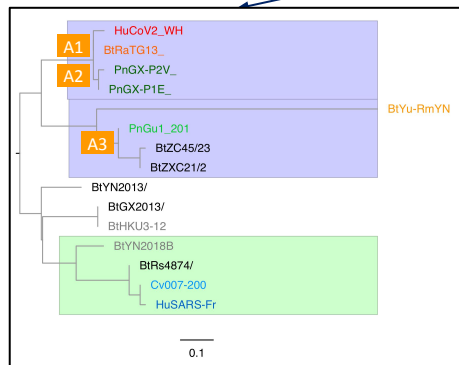 HuCoV2_WH
A1
BtRaTG13_
A2
PnGX-P2V_
PnGX-P1E_
BtYu-RmYN
PnGu1_201
A3
BtZC45/23
BtZXC21/2
BtYN2013/
BtGX2013/
BtHKU3-12
BtYN2018B
BtRs4874/
Cv007-200
HuSARS-Fr
0.1